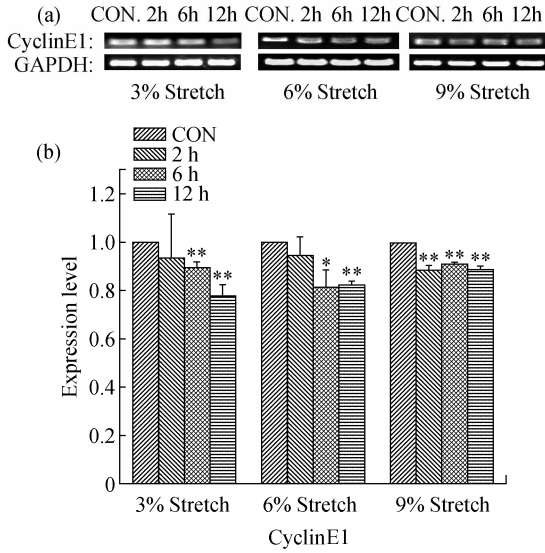 (a) CON. 2h 6h 12h CON. 2h 6h 12h CON. 2h 6h 12h
CyclinE1:
GAPDH:
3% Stretch 6% Stretch 9% Stretch
(b)
CON
2 h
6 h
12 h
Expression level
1.2
1.0
0.8
0.6
0.4
0.2
0
** ** * ** ** ** **
3% Stretch 6% Stretch 9% Stretch
CyclinE1